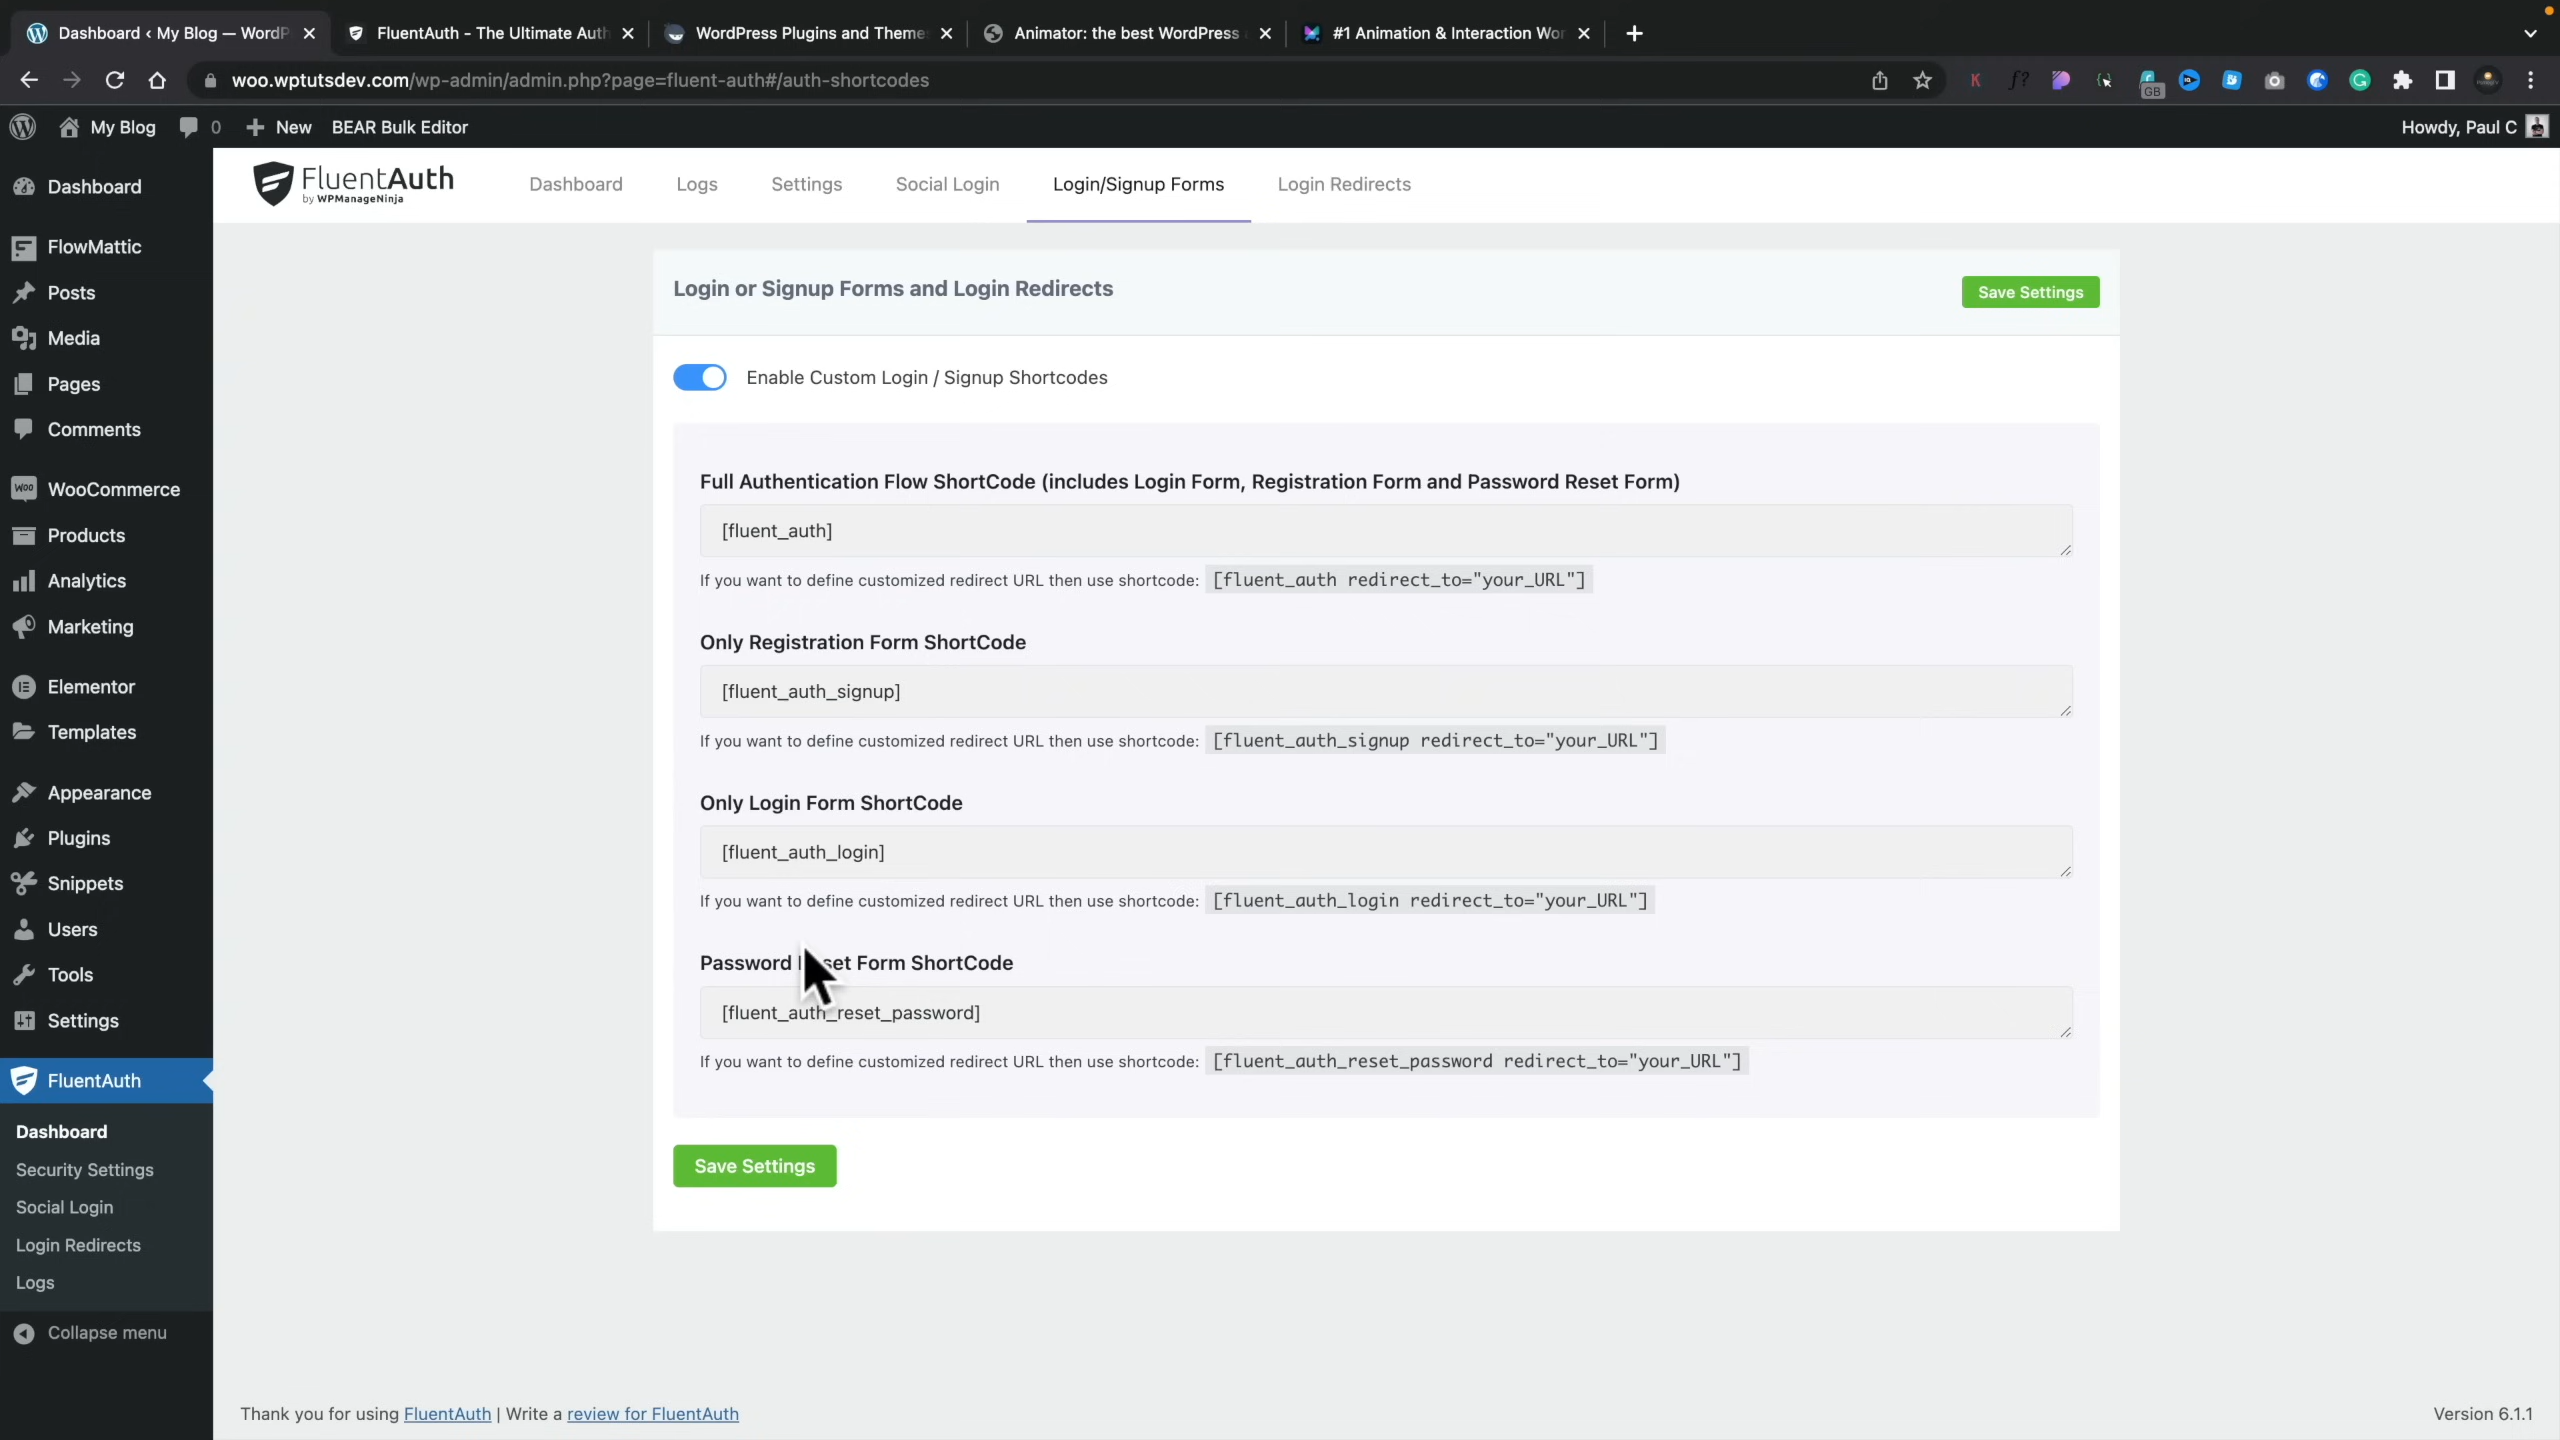 Dashboard ‹ My Blog — WordP
FluentAuth - The Ultimate Auth
WordPress Plugins and Theme
Animator: the best WordPress
#1 Animation & Interaction Wor
woo.wptutsdev.com/wp-admin/admin.php?page=fluent-auth#/auth-shortcodes
GB
My Blog
0
New
BEAR Bulk Editor
Howdy, Paul C
FluentAuth
by WPManageNinja
Dashboard
Logs
Settings
Social Login
Login/Signup Forms
Login Redirects
Dashboard
FlowMattic
Posts
Media
Pages
Comments
WooCommerce
Products
Analytics
Marketing
Elementor
Templates
Appearance
Plugins
Snippets
Users
Tools
Settings
FluentAuth
Dashboard
Security Settings
Social Login
Login Redirects
Logs
Collapse menu
Login or Signup Forms and Login Redirects
Save Settings
Enable Custom Login / Signup Shortcodes
Full Authentication Flow ShortCode (includes Login Form, Registration Form and Password Reset Form)
[fluent_auth]
If you want to define customized redirect URL then use shortcode: [fluent_auth redirect_to="your_URL"]
Only Registration Form ShortCode
[fluent_auth_signup]
If you want to define customized redirect URL then use shortcode: [fluent_auth_signup redirect_to="your_URL"]
Only Login Form ShortCode
[fluent_auth_login]
If you want to define customized redirect URL then use shortcode: [fluent_auth_login redirect_to="your_URL"]
Password Reset Form ShortCode
[fluent_auth_reset_password]
If you want to define customized redirect URL then use shortcode: [fluent_auth_reset_password redirect_to="your_URL"]
Save Settings
Thank you for using FluentAuth | Write a review for FluentAuth
Version 6.1.1